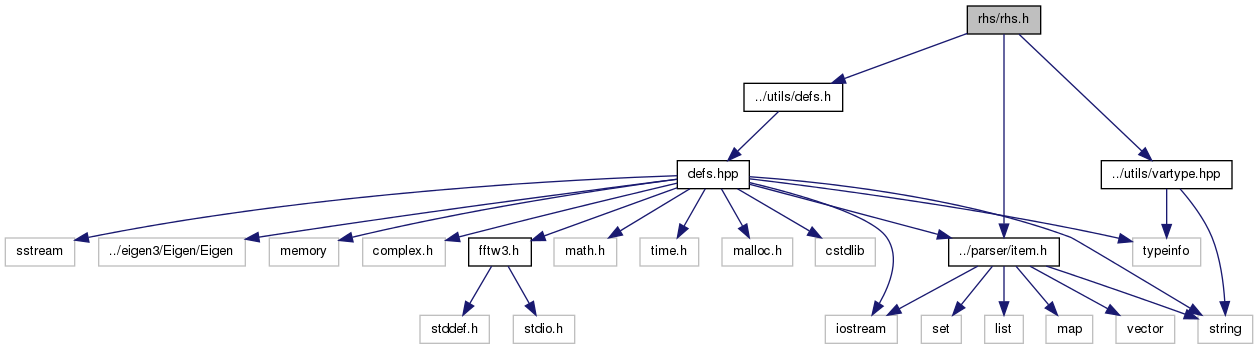 rhs/rhs.h
../utils/defs.h
defs.hpp
../utils/vartype.hpp
sstream
../eigen3/Eigen/Eigen
memory
complex.h
fftw3.h
math.h
time.h
malloc.h
cstdlib
../parser/item.h
typeinfo
stddef.h
stdio.h
iostream
set
list
map
vector
string